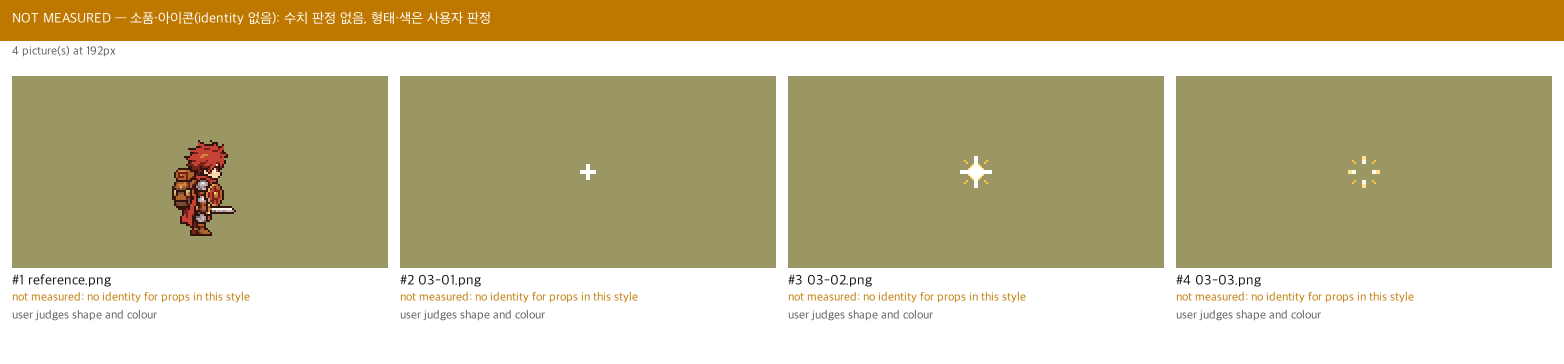 NOT MEASURED — 소품·아이콘(identity 없음): 수치 판정 없음, 형태·색은 사용자 판정
4 picture(s) at 192px
#1 reference.png
not measured: no identity for props in this style
user judges shape and colour
#2 03-01.png
not measured: no identity for props in this style
user judges shape and colour
#3 03-02.png
not measured: no identity for props in this style
user judges shape and colour
#4 03-03.png
not measured: no identity for props in this style
user judges shape and colour